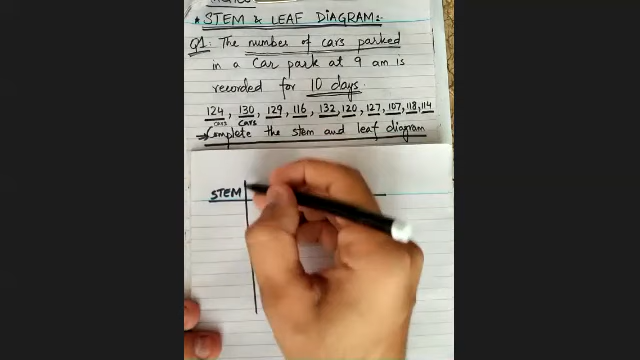 * STEM & LEAF DIAGRAM:-
Q1: The number of cars parked
in a car park at 9 am is
recorded for 10 days.
124, 130, 129, 116, 132, 120, 127, 107, 118, 114
cars cars
→ Complete the stem and leaf diagram
STEM